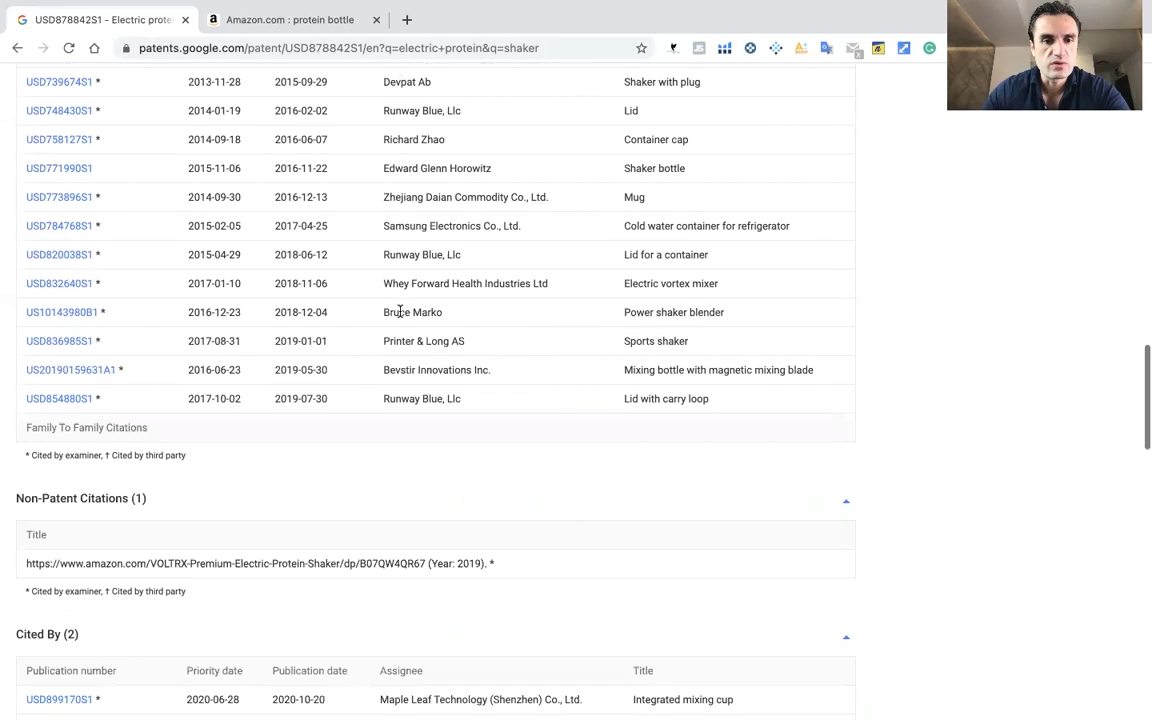 USD878842S1 - Electric prote
Amazon.com : protein bottle
patents.google.com/patent/USD878842S1/en?q=electric+protein&q=shaker
USD739674S1 * 2013-11-28 2015-09-29 Devpat Ab Shaker with plug
USD748430S1 * 2014-01-19 2016-02-02 Runway Blue, Llc Lid
USD758127S1 * 2014-09-18 2016-06-07 Richard Zhao Container cap
USD771990S1 2015-11-06 2016-11-22 Edward Glenn Horowitz Shaker bottle
USD773896S1 * 2014-09-30 2016-12-13 Zhejiang Daian Commodity Co., Ltd. Mug
USD784768S1 * 2015-02-05 2017-04-25 Samsung Electronics Co., Ltd. Cold water container for refrigerator
USD820038S1 * 2015-04-29 2018-06-12 Runway Blue, Llc Lid for a container
USD832640S1 * 2017-01-10 2018-11-06 Whey Forward Health Industries Ltd Electric vortex mixer
US10143980B1 * 2016-12-23 2018-12-04 Bruce Marko Power shaker blender
USD836985S1 * 2017-08-31 2019-01-01 Printer & Long AS Sports shaker
US20190159631A1 * 2016-06-23 2019-05-30 Bevstir Innovations Inc. Mixing bottle with magnetic mixing blade
USD854880S1 * 2017-10-02 2019-07-30 Runway Blue, Llc Lid with carry loop
Family To Family Citations
* Cited by examiner, † Cited by third party
Non-Patent Citations (1)
Title
https://www.amazon.com/VOLTRX-Premium-Electric-Protein-Shaker/dp/B07QW4QR67 (Year: 2019). *
* Cited by examiner, † Cited by third party
Cited By (2)
Publication number Priority date Publication date Assignee Title
USD899170S1 * 2020-06-28 2020-10-20 Maple Leaf Technology (Shenzhen) Co., Ltd. Integrated mixing cup